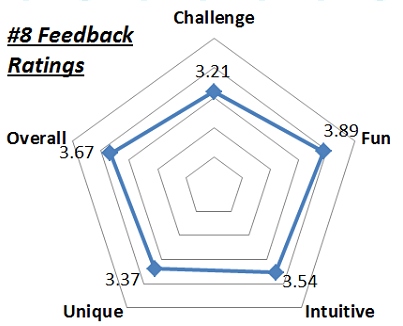 Challenge
#8 Feedback
Ratings
3.21
Overall
3.67
3.89
Fun
3.37
3.54
Unique
Intuitive